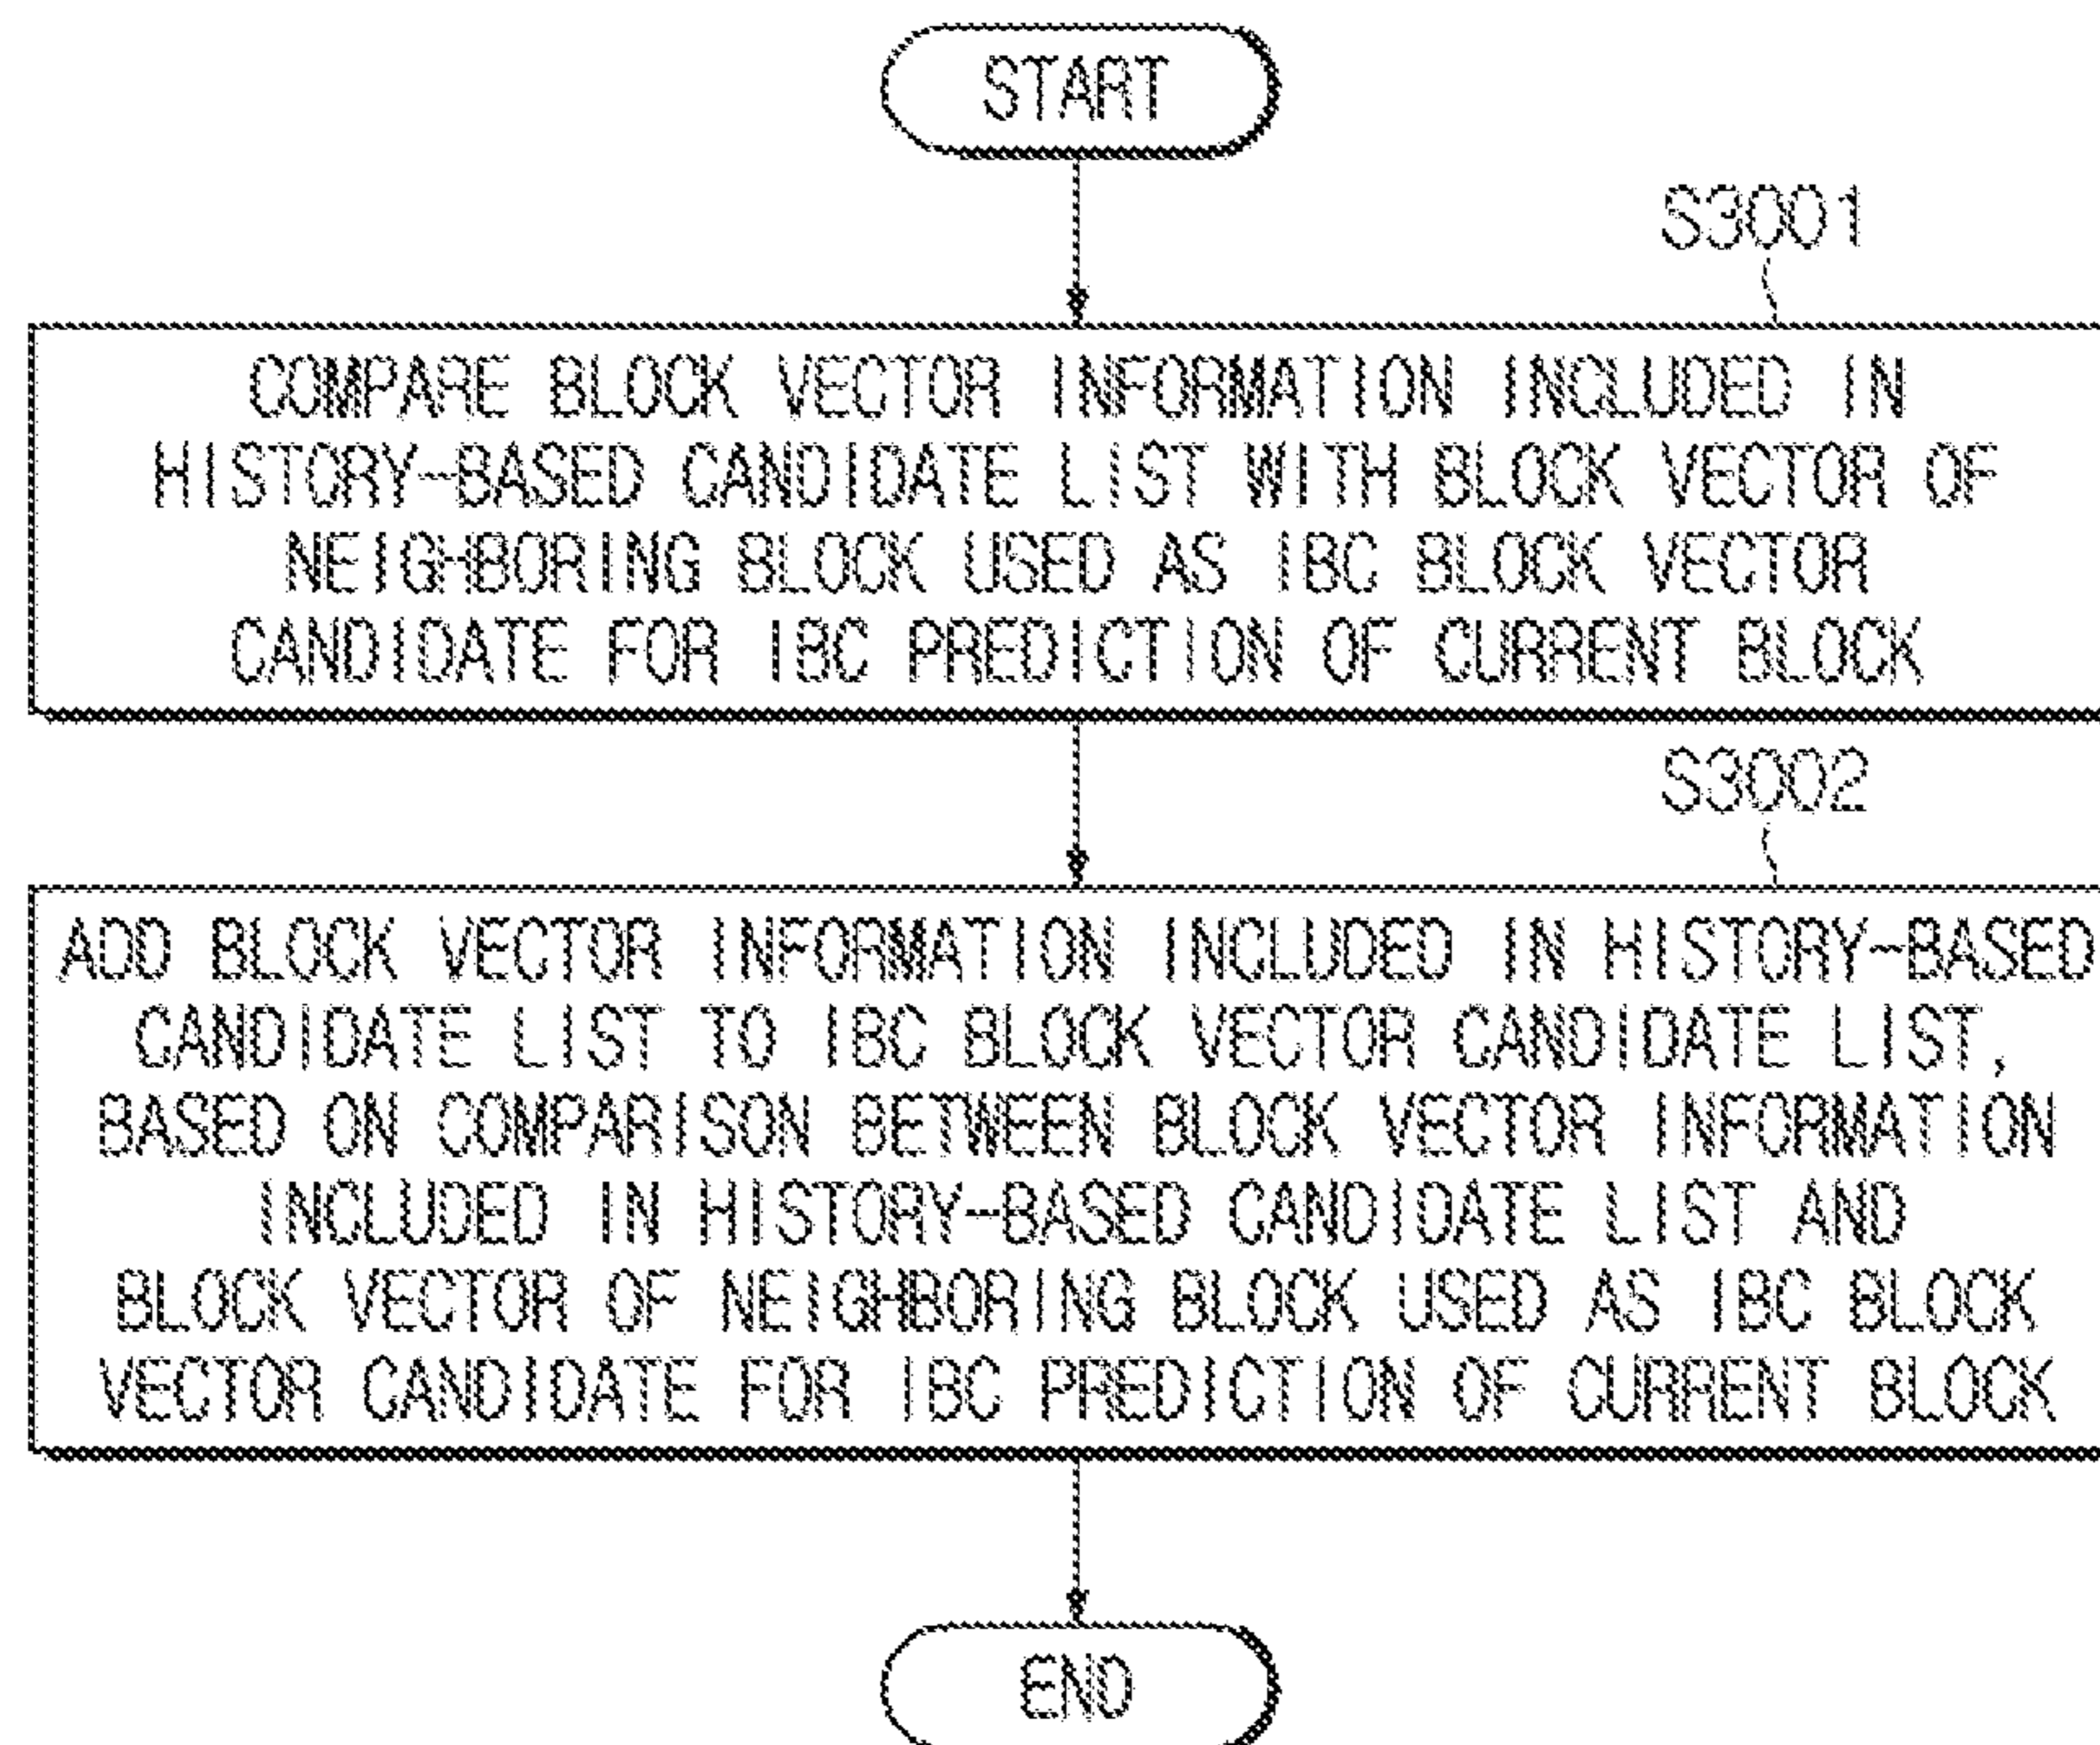 START
S3001
COMPARE BLOCK VECTOR INFORMATION INCLUDED IN
HISTORY-BASED CANDIDATE LIST WITH BLOCK VECTOR OF
NEIGHBORING BLOCK USED AS IBC BLOCK VECTOR
CANDIDATE FOR IBC PREDICTION OF CURRENT BLOCK
S3002
ADD BLOCK VECTOR INFORMATION INCLUDED IN HISTORY-BASED
CANDIDATE LIST TO IBC BLOCK VECTOR CANDIDATE LIST,
BASED ON COMPARISON BETWEEN BLOCK VECTOR INFORMATION
INCLUDED IN HISTORY-BASED CANDIDATE LIST AND
BLOCK VECTOR OF NEIGHBORING BLOCK USED AS IBC BLOCK
VECTOR CANDIDATE FOR IBC PREDICTION OF CURRENT BLOCK
END